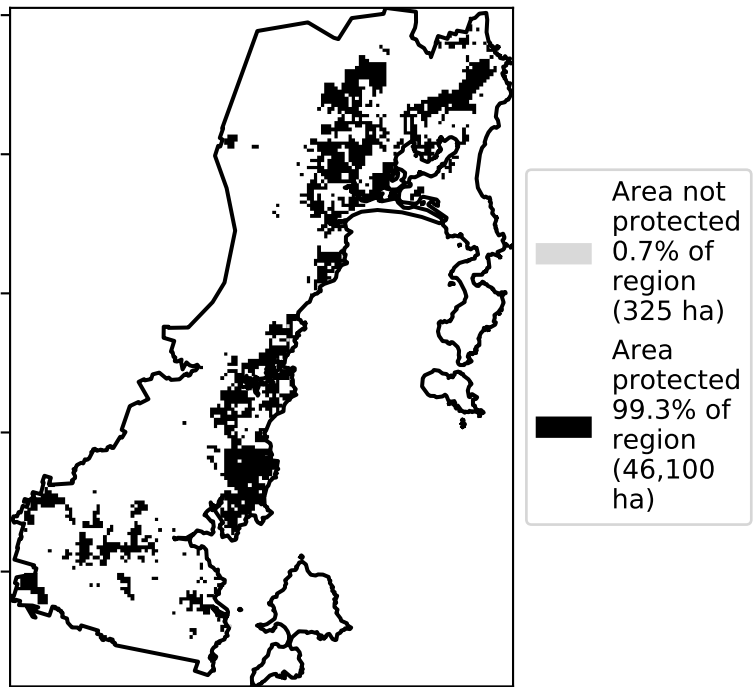 Area not
protected
0.7% of
region
(325 ha)
Area
protected
99.3% of
region
(46,100
ha)